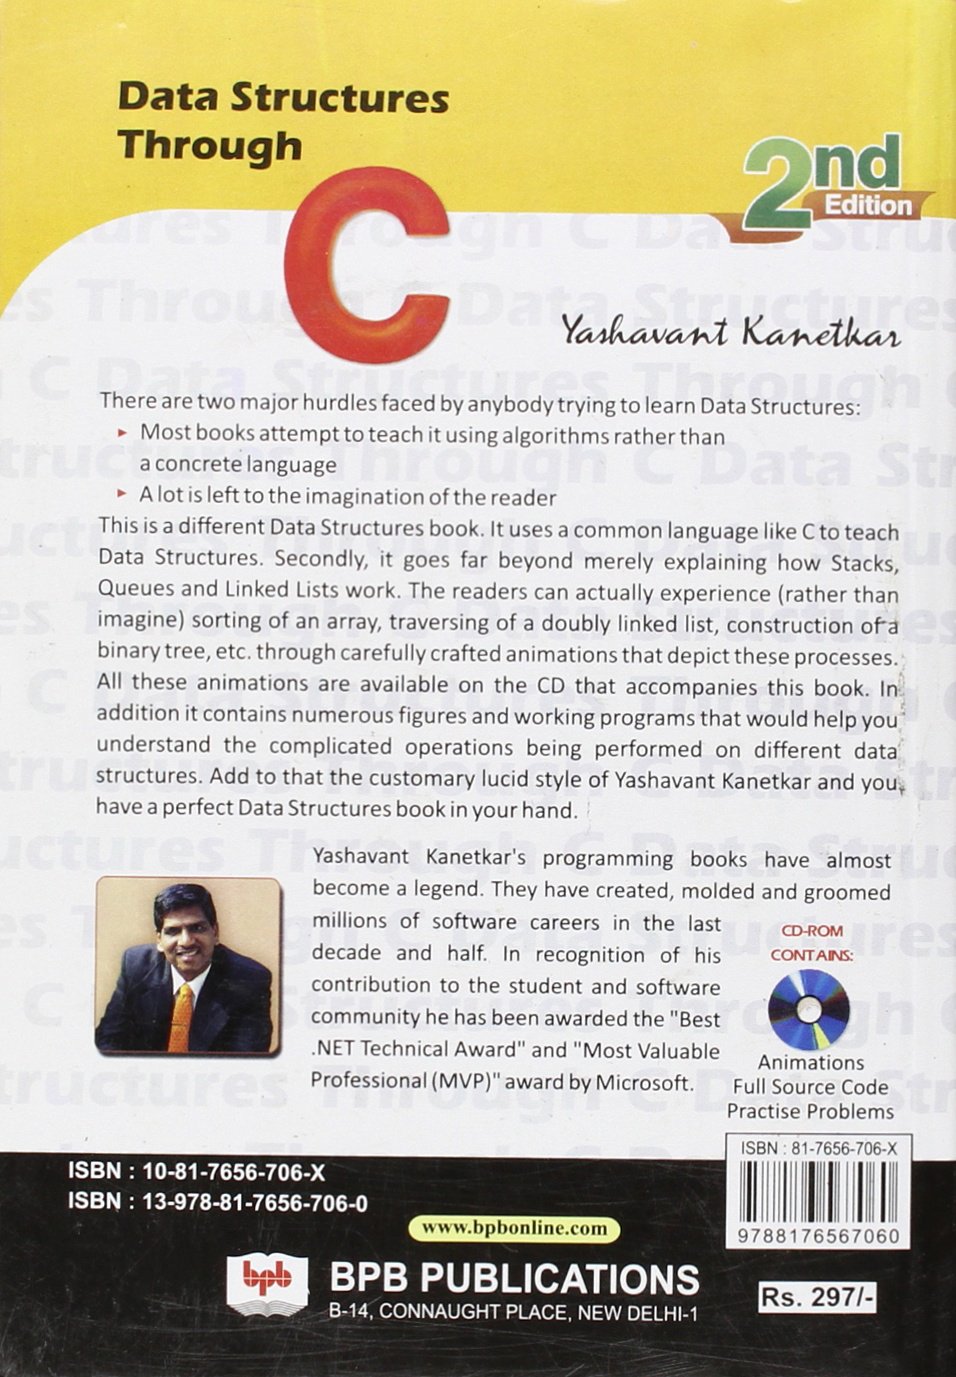 Data Structures
Through
C
2nd
Edition
Yashavant Kanetkar
There are two major hurdles faced by anybody trying to learn Data Structures:
▸ Most books attempt to teach it using algorithms rather than
a concrete language
▸ A lot is left to the imagination of the reader
This is a different Data Structures book. It uses a common language like C to teach
Data Structures. Secondly, it goes far beyond merely explaining how Stacks,
Queues and Linked Lists work. The readers can actually experience (rather than
imagine) sorting of an array, traversing of a doubly linked list, construction of a
binary tree, etc. through carefully crafted animations that depict these processes.
All these animations are available on the CD that accompanies this book. In
addition it contains numerous figures and working programs that would help you
understand the complicated operations being performed on different data
structures. Add to that the customary lucid style of Yashavant Kanetkar and you
have a perfect Data Structures book in your hand.
Yashavant Kanetkar's programming books have almost
become a legend. They have created, molded and groomed
millions of software careers in the last
decade and half. In recognition of his
contribution to the student and software
community he has been awarded the "Best
.NET Technical Award" and "Most Valuable
Professional (MVP)" award by Microsoft.
CD-ROM
CONTAINS:
Animations
Full Source Code
Practise Problems
ISBN : 10-81-7656-706-X
ISBN : 13-978-81-7656-706-0
ISBN : 81-7656-706-X
9788176567060
www.bpbonline.com
bpb
BPB PUBLICATIONS
B-14, CONNAUGHT PLACE, NEW DELHI-1
Rs. 297/-